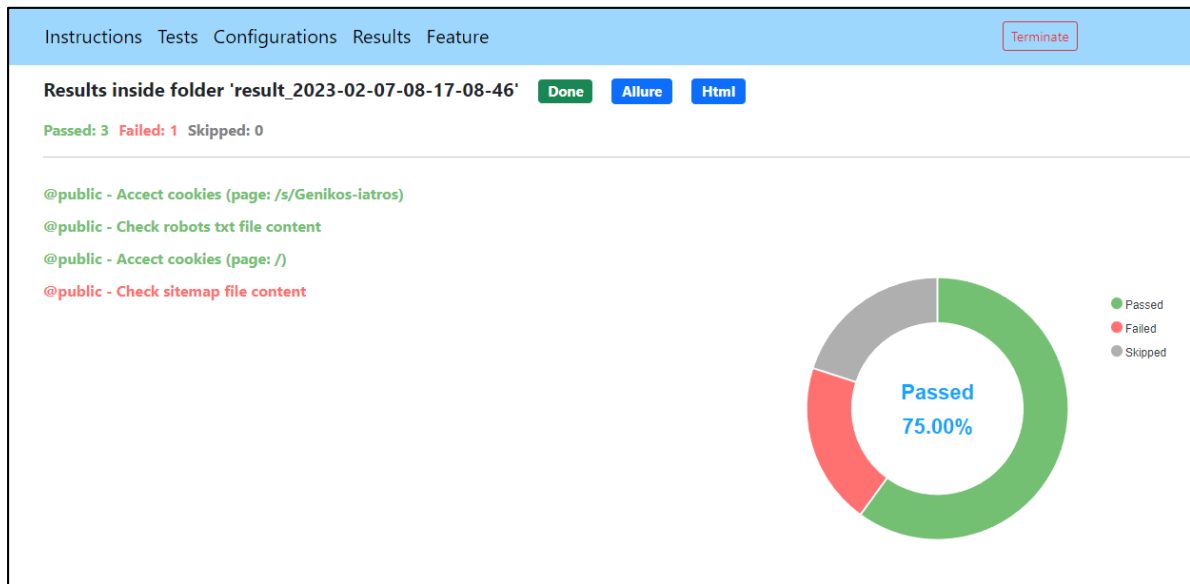 Instructions Tests Configurations Results Feature Terminate
Results inside folder 'result_2023-02-07-08-17-08-46' Done Allure Html
Passed: 3 Failed: 1 Skipped: 0
@public - Accect cookies (page: /s/Genikos-iatros)
@public - Check robots txt file content
@public - Accect cookies (page: /)
@public - Check sitemap file content
Passed
75.00%
Passed
Failed
Skipped